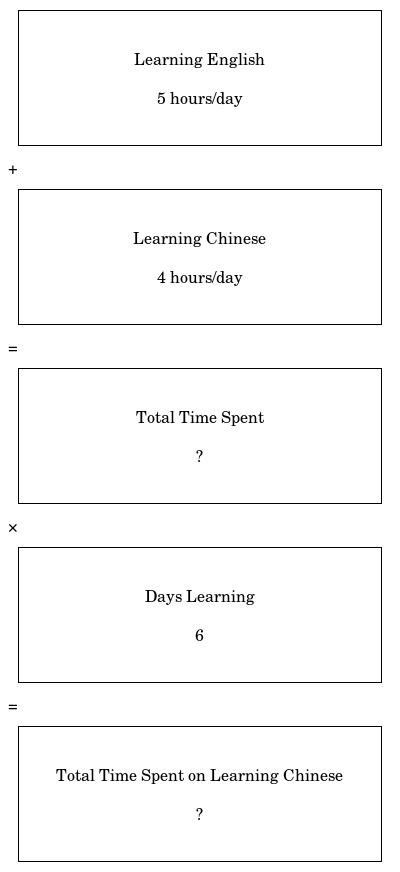 Learning English
5 hours/day
+
Learning Chinese
4 hours/day
=
Total Time Spent
?
×
Days Learning
6
=
Total Time Spent on Learning Chinese
?